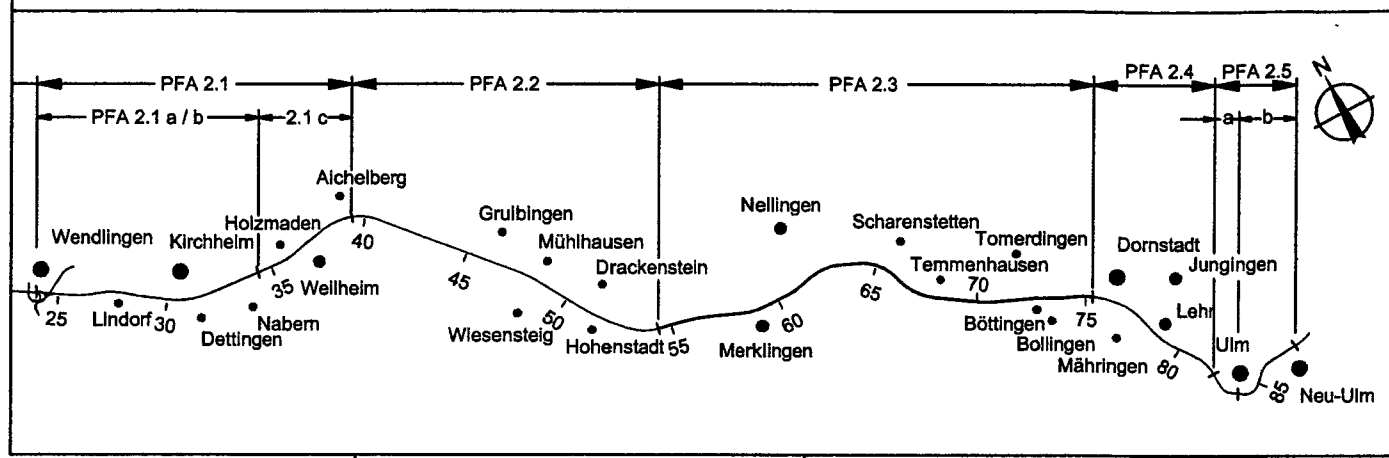 PFA 2.1
PFA 2.2
PFA 2.3
PFA 2.4
PFA 2.5
N
PFA 2.1 a / b
2.1 c
a
b
Aichelberg
Holzmaden
Wendlingen
Kirchheim
40
Gruibingen
Mühlhausen
Drackenstein
Nellingen
Scharenstetten
Tomerdingen
Temmenhausen
Dornstadt
Jungingen
25
Lindorf
30
Dettingen
Nabern
35
Weilheim
45
Wiesensteig
50
Hohenstadt
55
Merklingen
60
65
70
Böttingen
Bollingen
75
Mähringen
Lehr
80
Ulm
85
Neu-Ulm